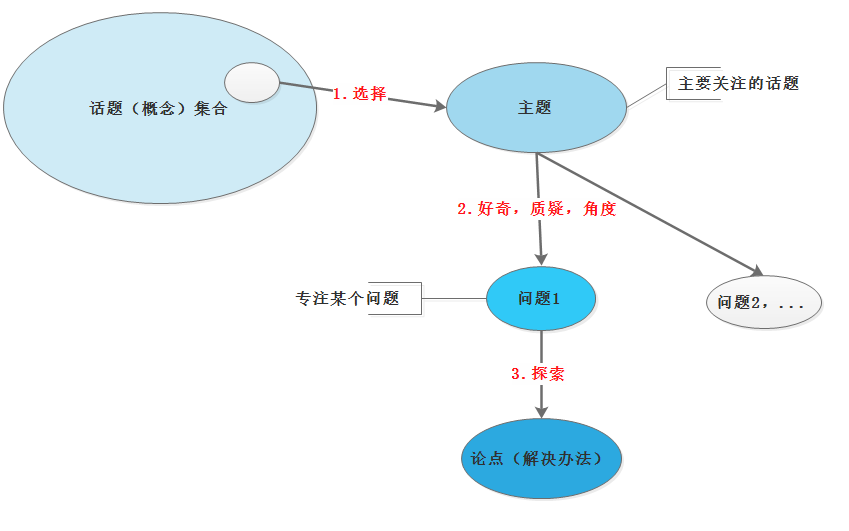 话题（概念）集合
1.选择
主题
主要关注的话题
2.好奇，质疑，角度
专注某个问题
问题1
问题2，...
3.探索
论点（解决办法）